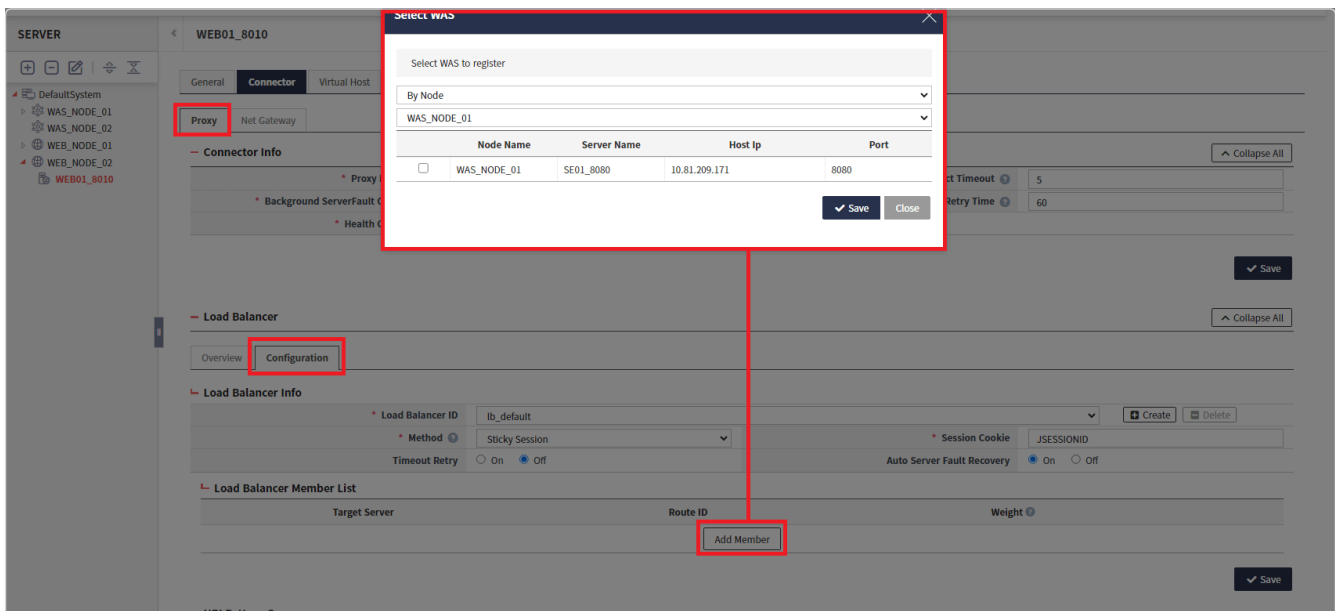 SERVER
DefaultSystem
WAS_NODE_01
WAS_NODE_02
WEB_NODE_01
WEB_NODE_02
WEB01_8010
WEB01_8010
General Connector Virtual Host
Proxy Net Gateway
Connector Info
Collapse All
* Proxy
ct Timeout 5
* Background ServerFault
Retry Time 60
* Health
Save
Select WAS
Select WAS to register
By Node
WAS_NODE_01
Node Name Server Name Host Ip Port
WAS_NODE_01 SE01_8080 10.81.209.171 8080
Save Close
Load Balancer
Collapse All
Overview Configuration
Load Balancer Info
* Load Balancer ID lb_default Create Delete
* Method Sticky Session * Session Cookie JSESSIONID
Timeout Retry On Off Auto Server Fault Recovery On Off
Load Balancer Member List
Target Server Route ID Weight
Add Member
Save